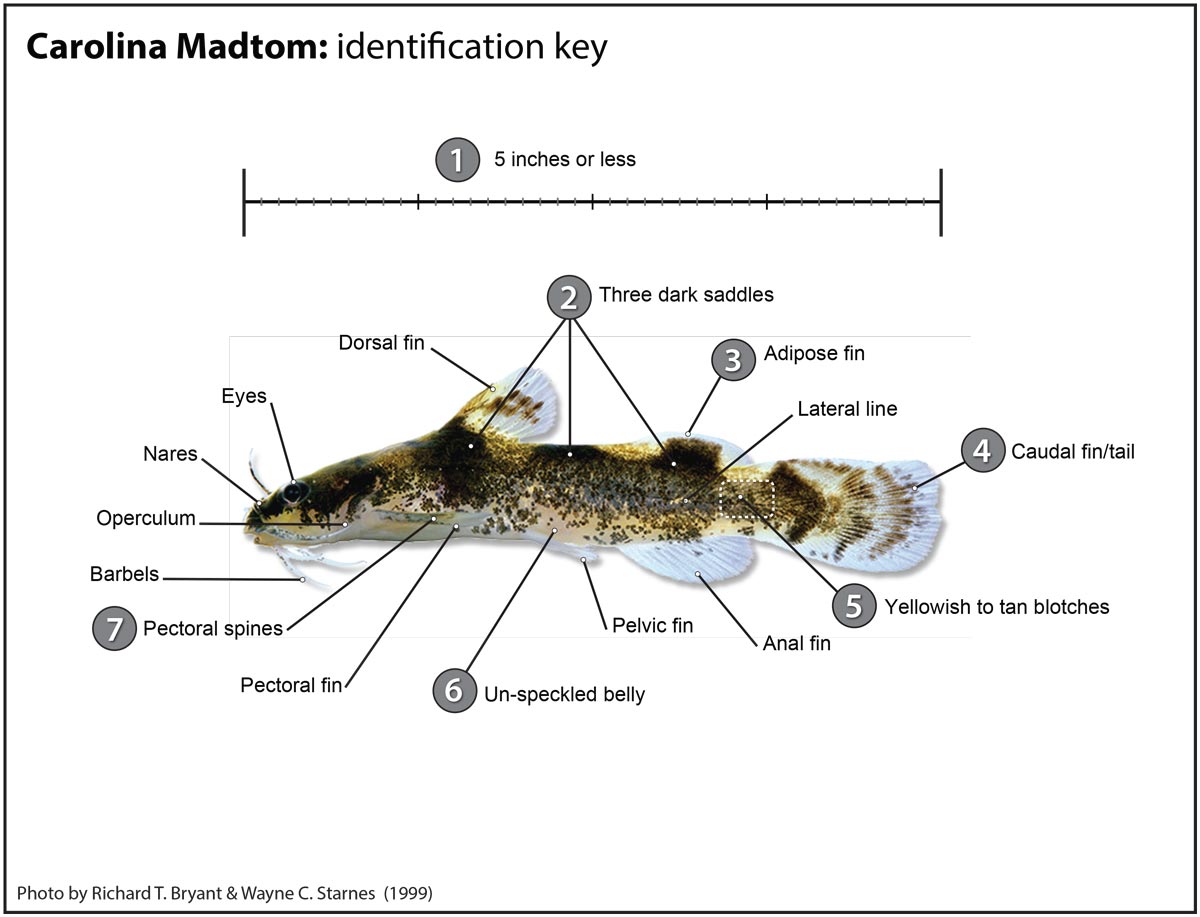 Carolina Madtom: identification key
1 5 inches or less
2 Three dark saddles
Dorsal fin
3 Adipose fin
Eyes
Lateral line
Nares
4 Caudal fin/tail
Operculum
Barbels
5 Yellowish to tan blotches
7 Pectoral spines
Pelvic fin
Anal fin
Pectoral fin
6 Un-speckled belly
Photo by Richard T. Bryant & Wayne C. Starnes (1999)